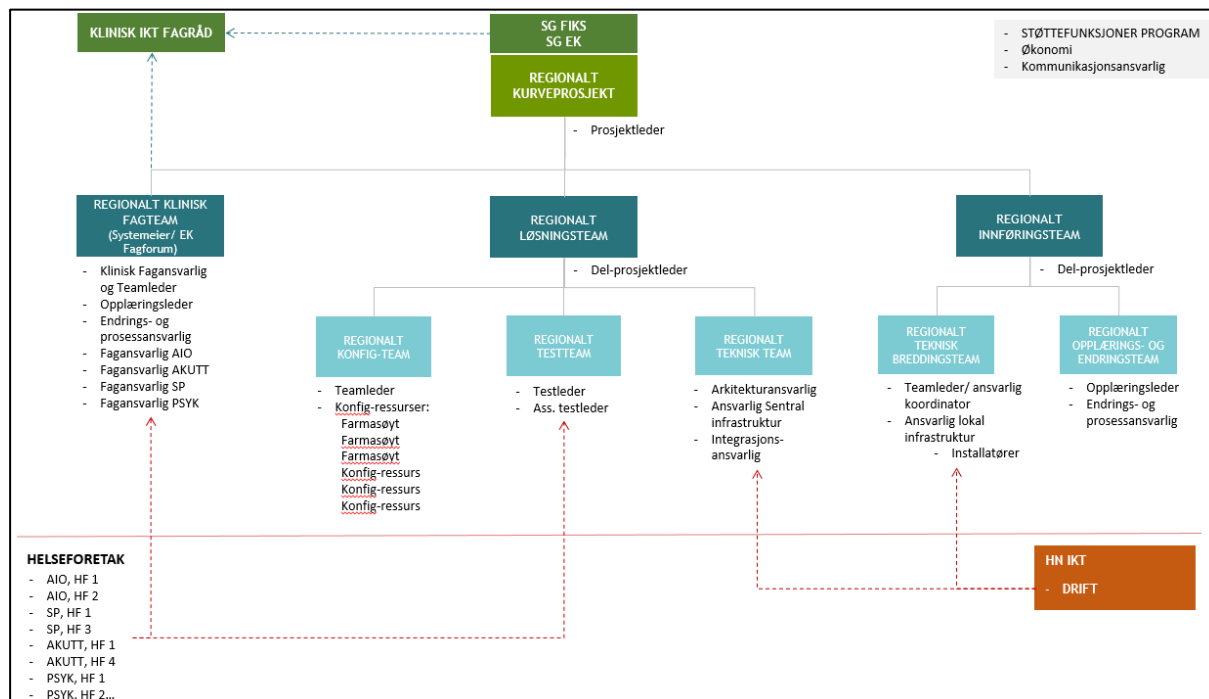 KLINISK IKT FAGRÅD
SG FIKS
SG EK
REGIONALT
KURVEPROSJEKT
- Prosjektleder
- STØTTEFUNKSJONER PROGRAM
- Økonomi
- Kommunikasjonsansvarlig
REGIONALT KLINISK
FAGTEAM
(Systemeier/ EK
Fagforum)
- Klinisk Fagansvarlig
og Teamleder
- Opplæringsleder
- Endrings- og
prosessansvarlig
- Fagansvarlig AIO
- Fagansvarlig AKUTT
- Fagansvarlig SP
- Fagansvarlig PSYK
REGIONALT
LØSNINGSTEAM
- Del-prosjektleder
REGIONALT
INNFØRINGSTEAM
- Del-prosjektleder
REGIONALT
KONFIG-TEAM
- Teamleder
- Konfig-ressurser:
Farmasøyt
Farmasøyt
Farmasøyt
Konfig-ressurs
Konfig-ressurs
Konfig-ressurs
REGIONALT
TESTTEAM
- Testleder
- Ass. testleder
REGIONALT
TEKNISK TEAM
- Arkitekturansvarlig
- Ansvarlig Sentral
infrastruktur
- Integrasjons-
ansvarlig
REGIONALT
TEKNISK
BREDDINGSTEAM
- Teamleder/ ansvarlig
koordinator
- Ansvarlig lokal
infrastruktur
- Installatører
REGIONALT
OPPLÆRINGS- OG
ENDRINGSTEAM
- Opplæringsleder
- Endrings- og
prosessansvarlig
HELSEFORETAK
- AIO, HF 1
- AIO, HF 2
- SP, HF 1
- SP, HF 3
- AKUTT, HF 1
- AKUTT, HF 4
- PSYK, HF 1
- PSYK, HF 2...
HN IKT
- DRIFT